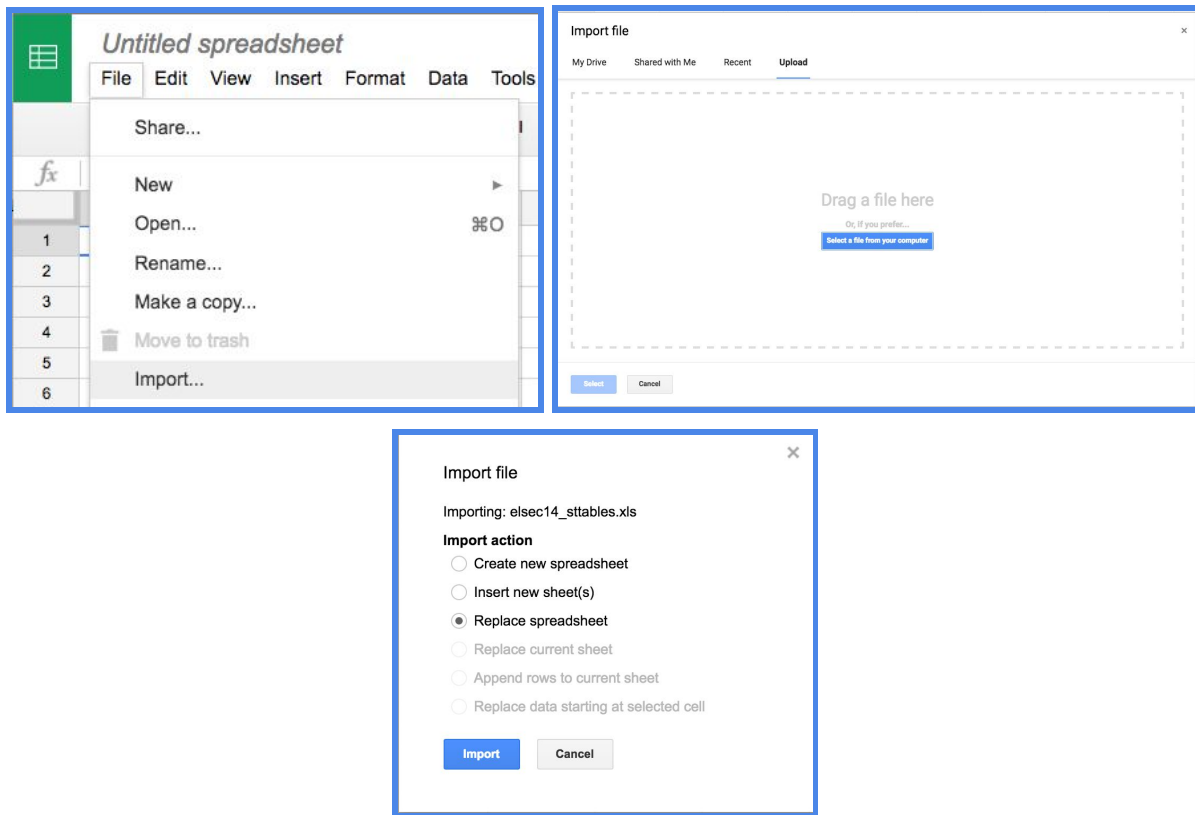 Untitled spreadsheet
File Edit View Insert Format Data Tools
Share...
fx
New ►
Open... ⌘O
1
Rename...
2
Make a copy...
3
Move to trash
4
Import...
5
6
Import file ×
My Drive Shared with Me Recent Upload
Drag a file here
Or, if you prefer...
Select a file from your computer
Select Cancel
×
Import file
Importing: elsec14_sttables.xls
Import action
Create new spreadsheet
Insert new sheet(s)
Replace spreadsheet
Replace current sheet
Append rows to current sheet
Replace data starting at selected cell
Import Cancel